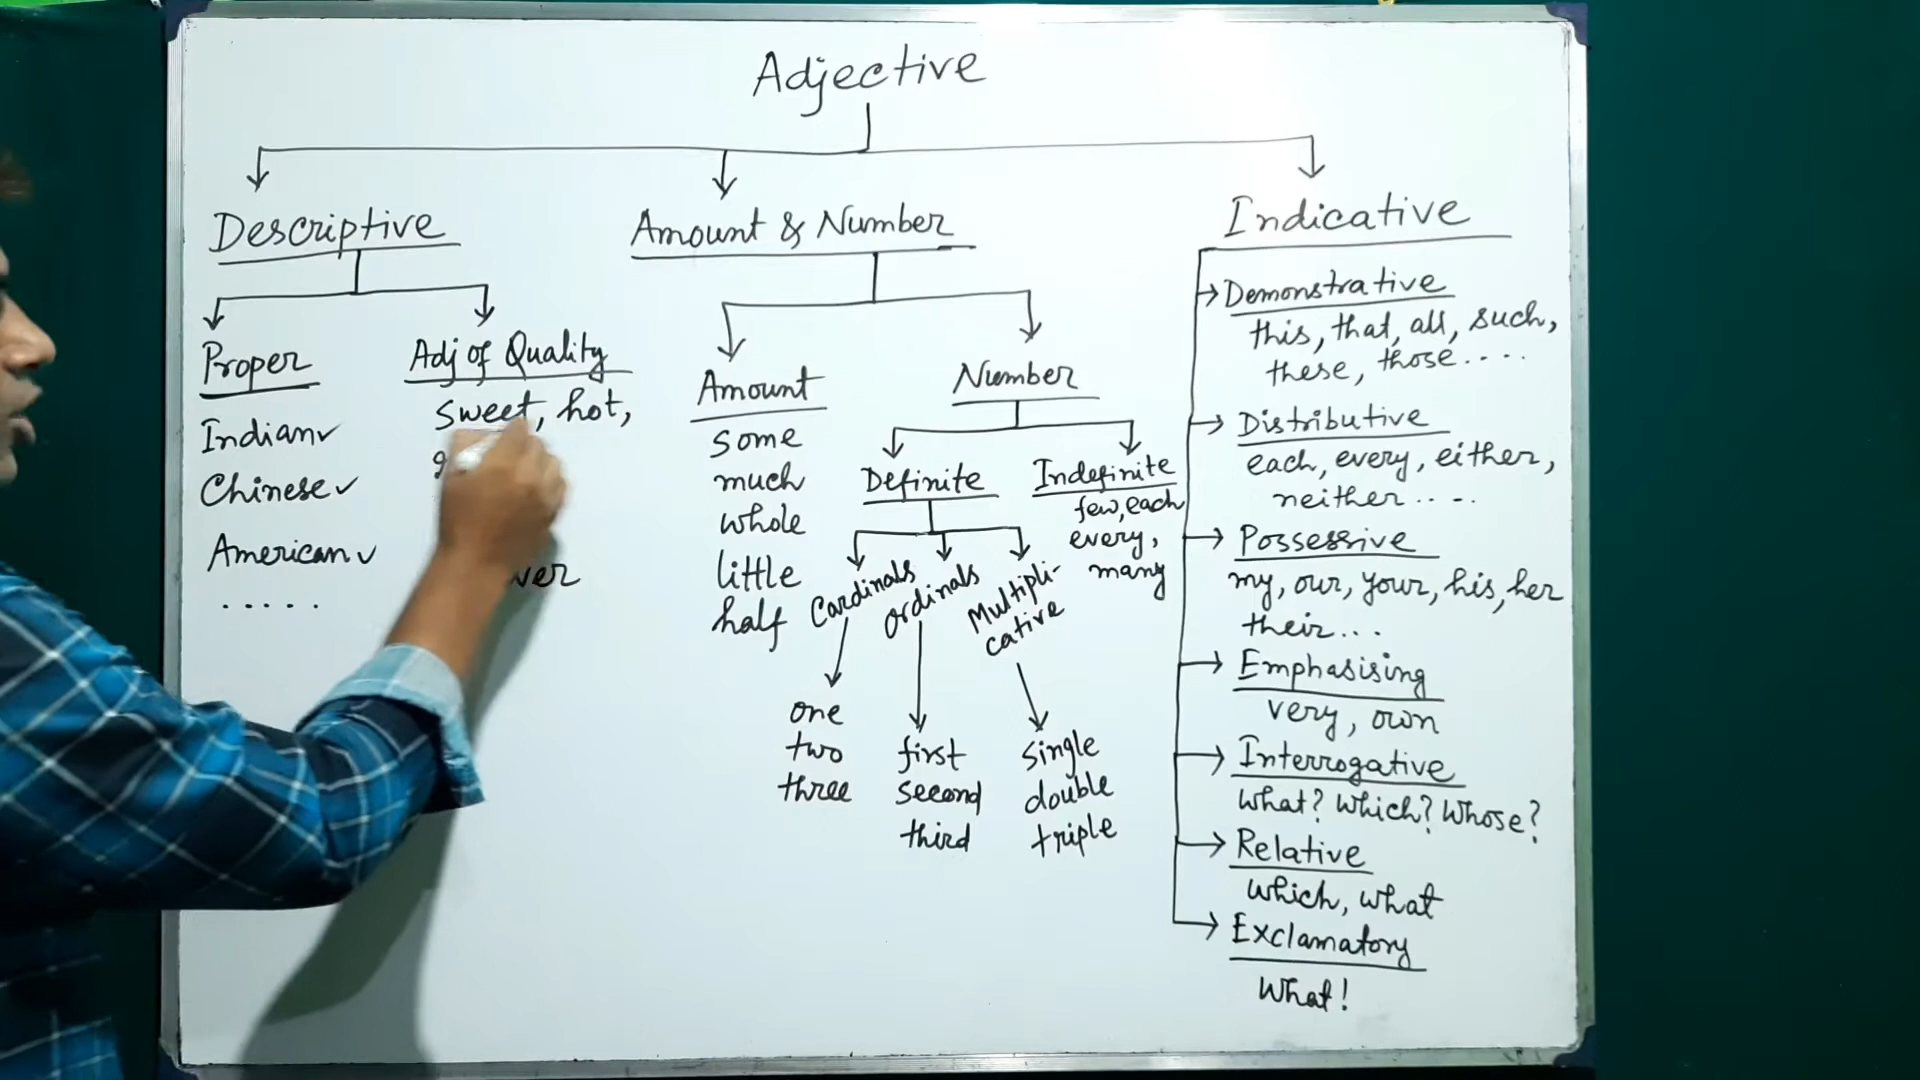 Adjective
Descriptive
Proper
Indian
Chinese
American
.....
Adj of Quality
sweet, hot,
Amount & Number
Amount
some
much
whole
little
half
Number
Definite
Cardinals
one
two
three
ordinals
first
second
third
Multipli-
cative
single
double
triple
Indefinite
few, each
every,
many
Indicative
Demonstrative
this, that, all, such,
these, those....
Distributive
each, every, either,
neither....
Possessive
my, our, your, his, her
their...
Emphasising
very, own
Interrogative
What? Which? Whose?
Relative
which, what
Exclamatory
What!